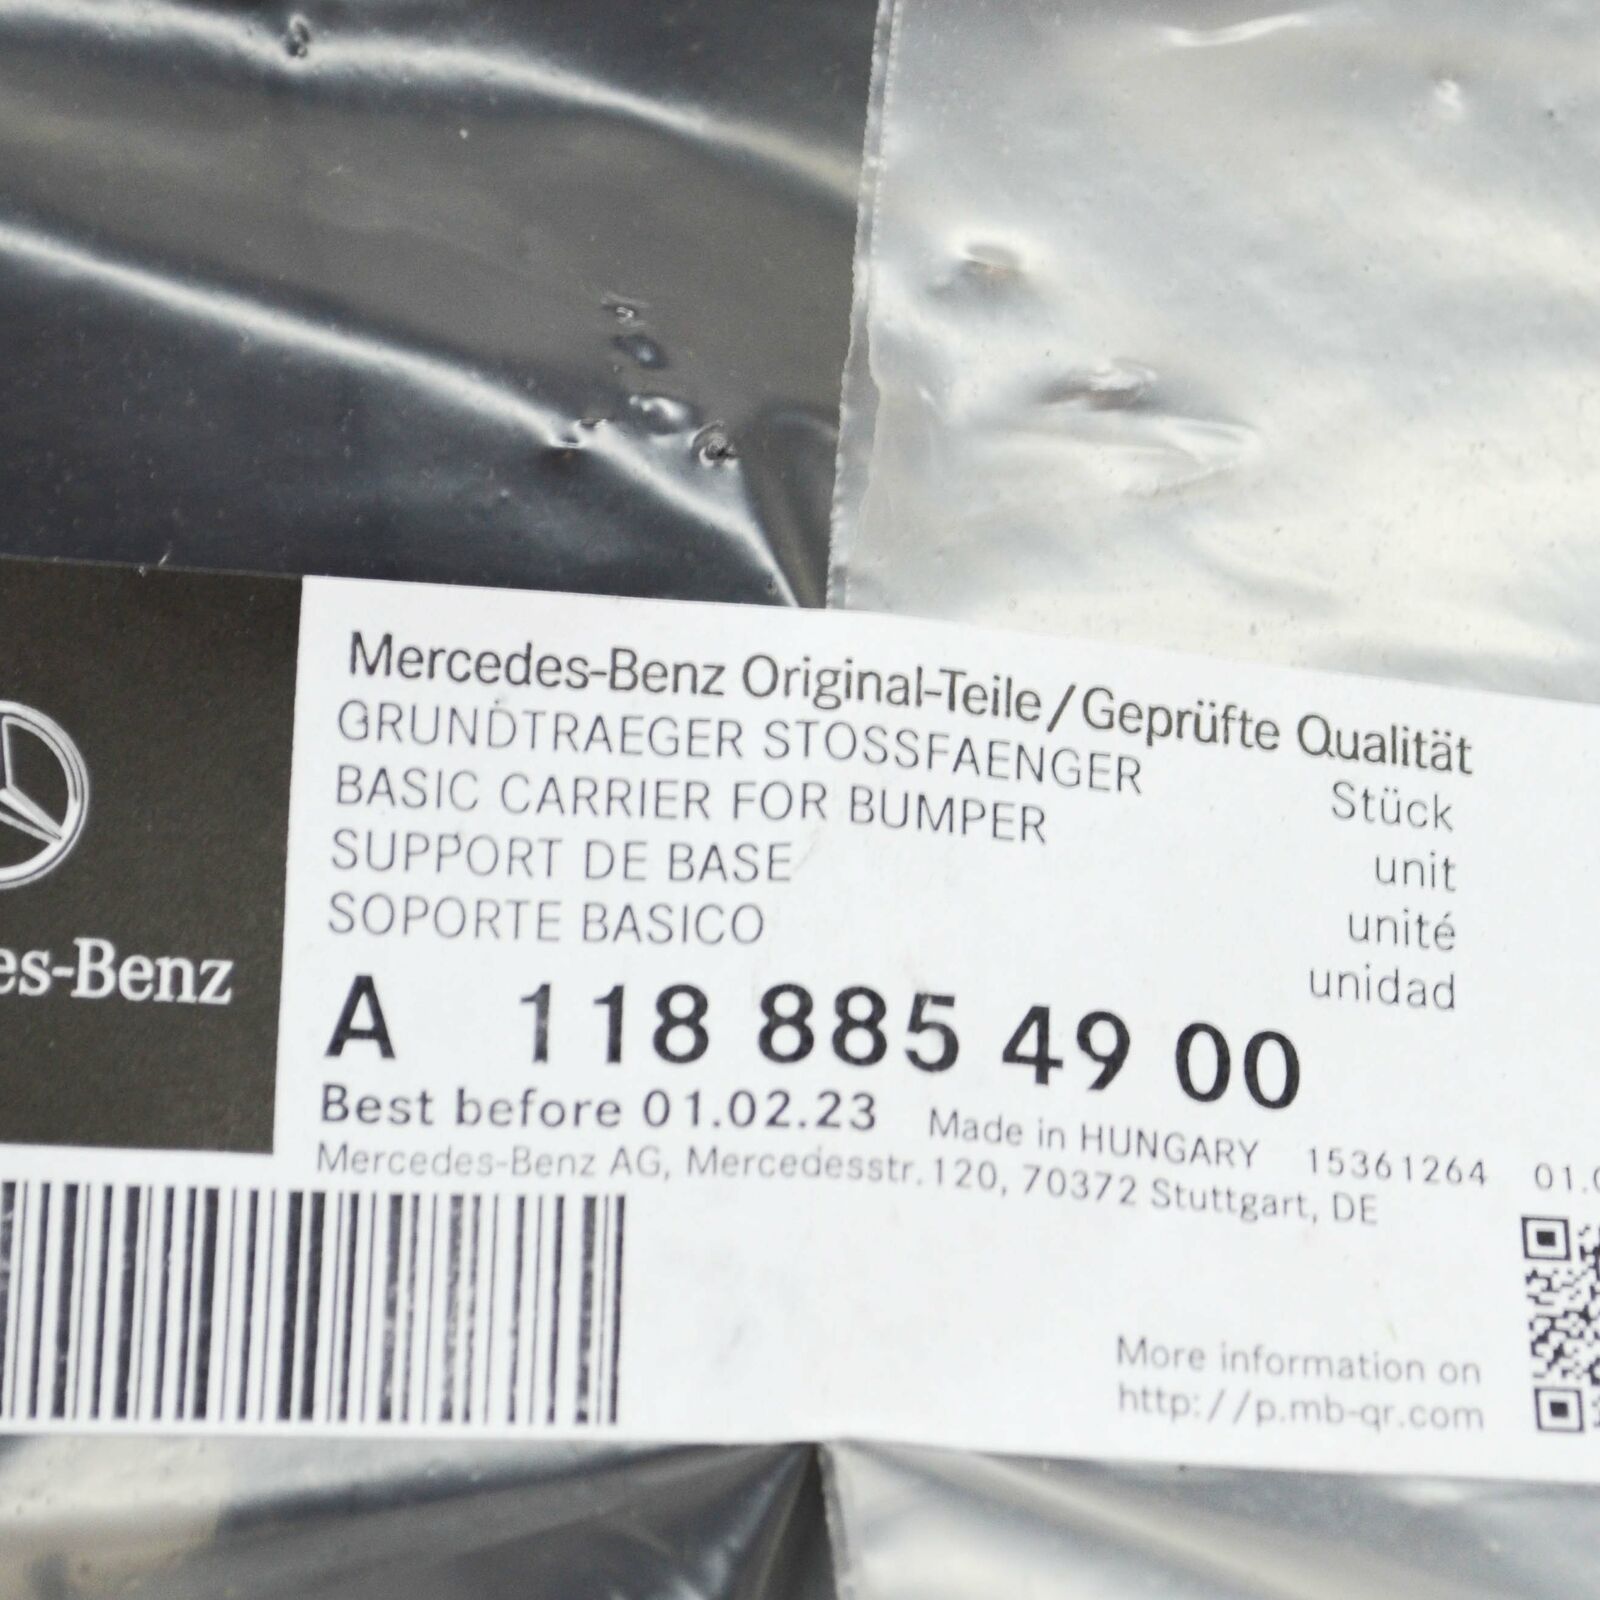 Mercedes-Benz Original-Teile/Geprüfte Qualität
GRUNDTRAEGER STOSSFAENGER Stück
BASIC CARRIER FOR BUMPER unit
SUPPORT DE BASE unité
SOPORTE BASICO unidad
es-Benz
A 118 885 49 00
Best before 01.02.23 Made in HUNGARY 15361264 01.0
Mercedes-Benz AG, Mercedesstr.120, 70372 Stuttgart, DE
More information on
http://p.mb-qr.com